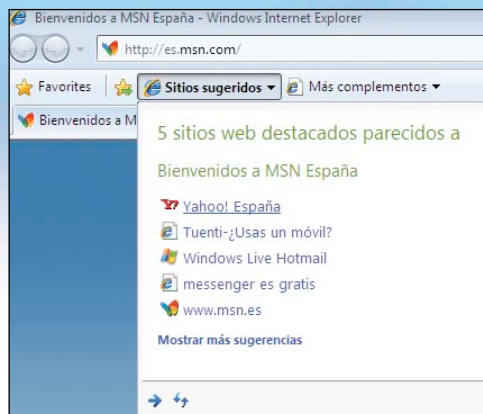 Bienvenidos a MSN España - Windows Internet Explorer
http://es.msn.com/
Favorites Sitios sugeridos Más complementos
Bienvenidos a M
5 sitios web destacados parecidos a
Bienvenidos a MSN España
Yahoo! España
Tuenti-¿Usas un móvil?
Windows Live Hotmail
messenger es gratis
www.msn.es
Mostrar más sugerencias